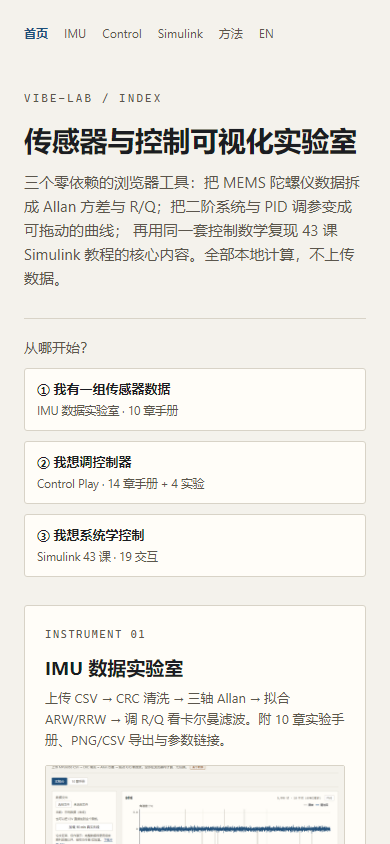 首页 IMU Control Simulink 方法 EN
VIBE-LAB / INDEX
传感器与控制可视化实验室
三个零依赖的浏览器工具：把 MEMS 陀螺仪数据拆
成 Allan 方差与 R/Q；把二阶系统与 PID 调参变成
可拖动的曲线； 再用同一套控制数学复现 43 课
Simulink 教程的核心内容。全部本地计算，不上传
数据。
从哪开始？
① 我有一组传感器数据
IMU 数据实验室 · 10 章手册
② 我想调控制器
Control Play · 14 章手册 + 4 实验
③ 我想系统学控制
Simulink 43 课 · 19 交互
INSTRUMENT 01
IMU 数据实验室
上传 CSV → CRC 清洗 → 三轴 Allan → 拟合
ARW/RRW → 调 R/Q 看卡尔曼滤波。附 10 章实验手
册、PNG/CSV 导出与参数链接。